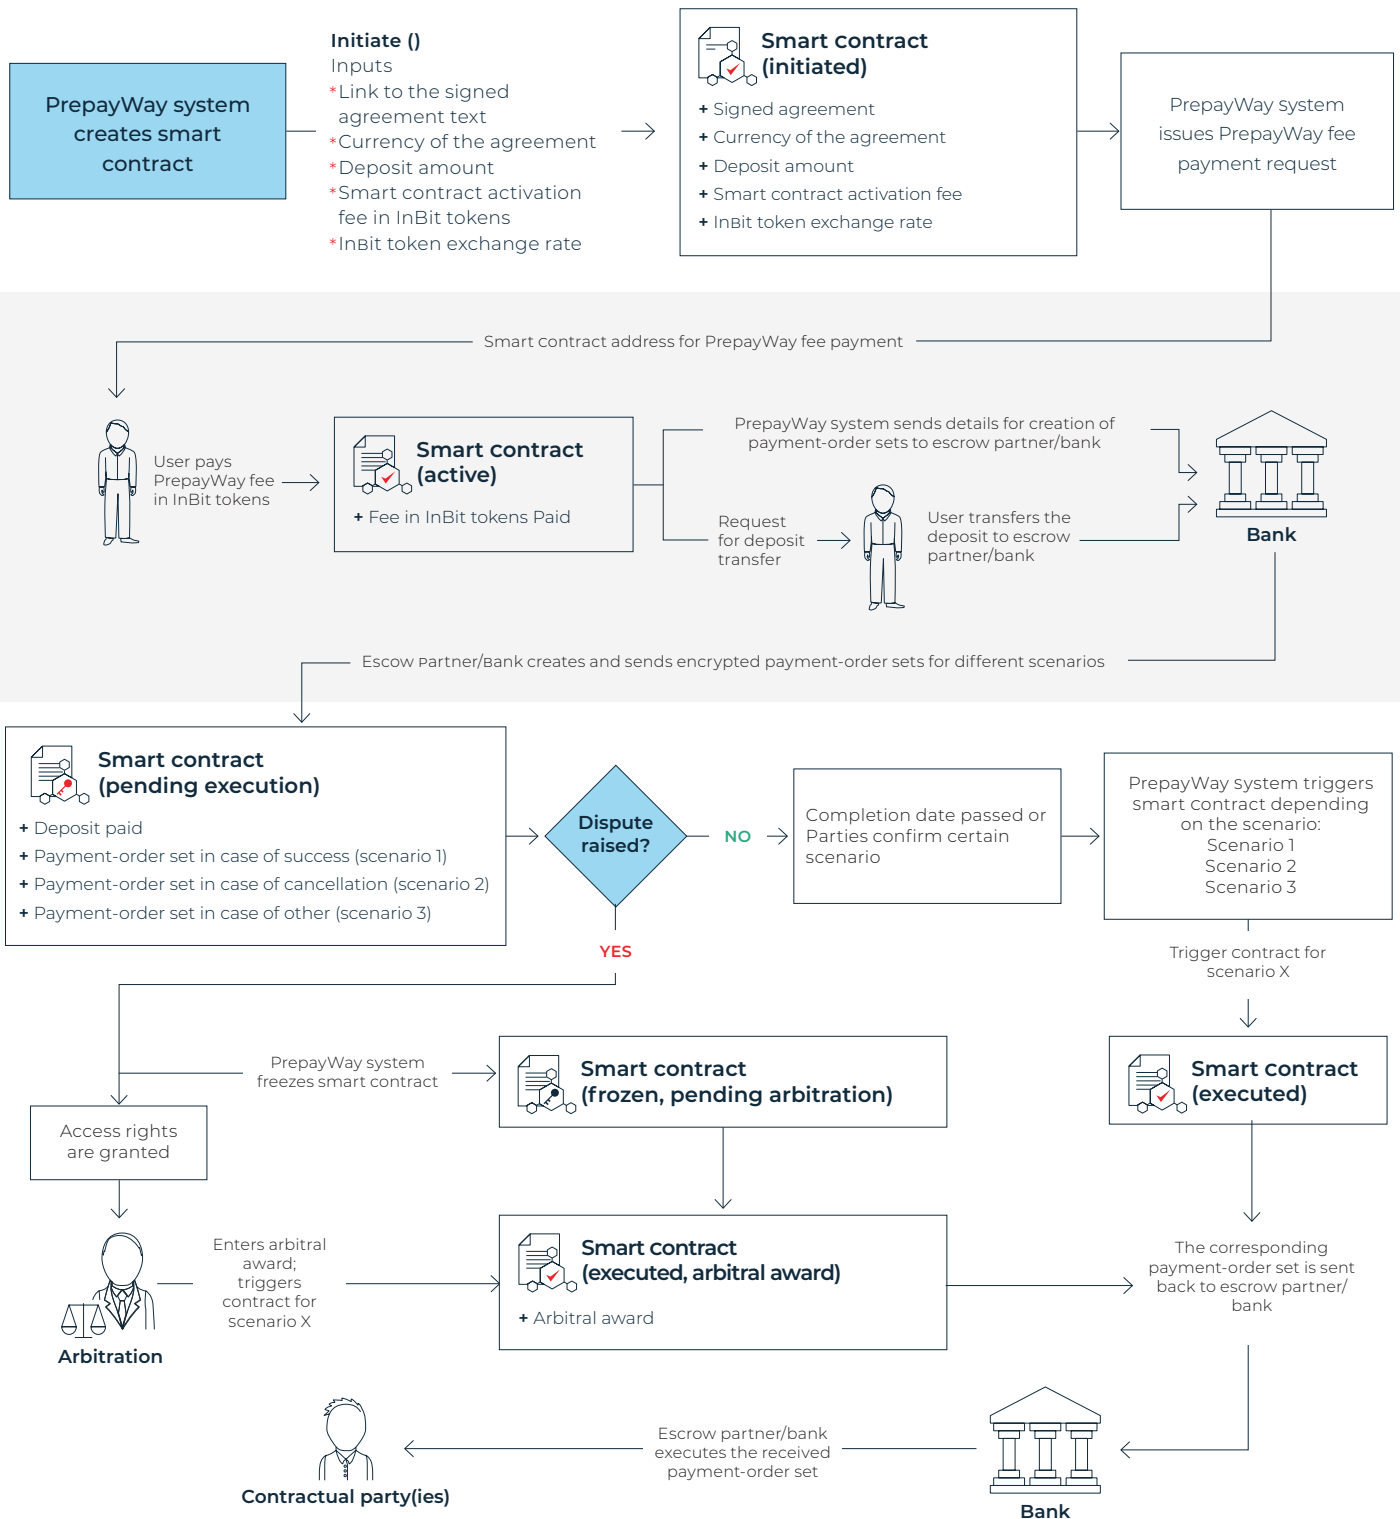 PrepayWay system
creates smart
contract
Initiate ()
Inputs
*Link to the signed
agreement text
*Currency of the agreement
*Deposit amount
*Smart contract activation
fee in InBit tokens
*InBit token exchange rate
Smart contract
(initiated)
+ Signed agreement
+ Currency of the agreement
+ Deposit amount
+ Smart contract activation fee
+ InBit token exchange rate
PrepayWay system
issues PrepayWay fee
payment request
Smart contract address for PrepayWay fee payment
User pays
PrepayWay fee
in InBit tokens
Smart contract
(active)
+ Fee in InBit tokens Paid
PrepayWay system sends details for creation of
payment-order sets to escrow partner/bank
Request
for deposit
transfer
User transfers the
deposit to escrow
partner/bank
Bank
Escow Partner/Bank creates and sends encrypted payment-order sets for different scenarios
Smart contract
(pending execution)
+ Deposit paid
+ Payment-order set in case of success (scenario 1)
+ Payment-order set in case of cancellation (scenario 2)
+ Payment-order set in case of other (scenario 3)
Dispute
raised?
NO
YES
Completion date passed or
Parties confirm certain
scenario
PrepayWay system triggers
smart contract depending
on the scenario:
Scenario 1
Scenario 2
Scenario 3
Trigger contract for
scenario X
PrepayWay system
freezes smart contract
Smart contract
(frozen, pending arbitration)
Smart contract
(executed)
Access rights
are granted
Enters arbitral
award;
triggers
contract for
scenario X
Arbitration
Smart contract
(executed, arbitral award)
+ Arbitral award
The corresponding
payment-order set is sent
back to escrow partner/
bank
Escrow partner/bank
executes the received
payment-order set
Contractual party(ies)
Bank